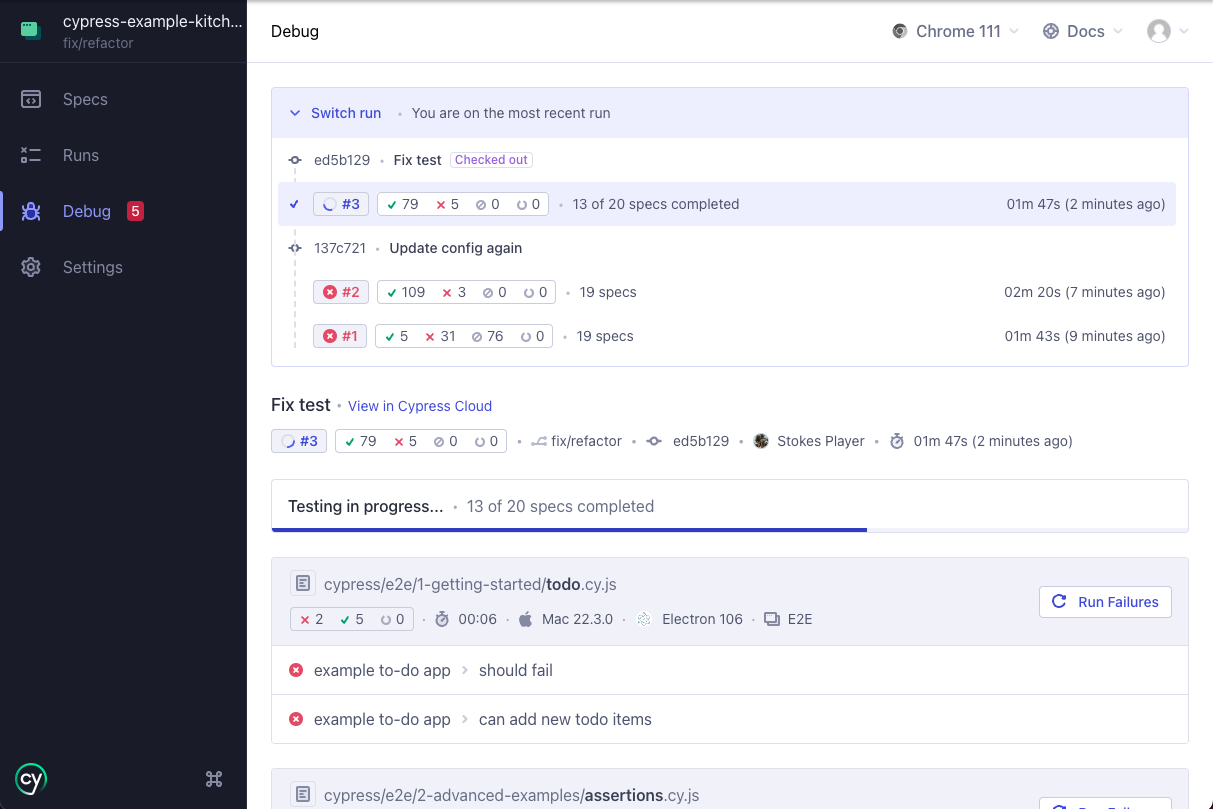 cypress-example-kitch...
fix/refactor
Specs
Runs
Debug 5
Settings
cy
Debug
Chrome 111
Docs
Switch run • You are on the most recent run
ed5b129 • Fix test Checked out
#3 79 5 0 0 • 13 of 20 specs completed 01m 47s (2 minutes ago)
137c721 • Update config again
#2 109 3 0 0 • 19 specs 02m 20s (7 minutes ago)
#1 5 31 76 0 • 19 specs 01m 43s (9 minutes ago)
Fix test • View in Cypress Cloud
#3 79 5 0 0 • fix/refactor • ed5b129 • Stokes Player • 01m 47s (2 minutes ago)
Testing in progress... • 13 of 20 specs completed
cypress/e2e/1-getting-started/todo.cy.js
2 5 0 • 00:06 • Mac 22.3.0 • Electron 106 • E2E
Run Failures
example to-do app > should fail
example to-do app > can add new todo items
cypress/e2e/2-advanced-examples/assertions.cy.js